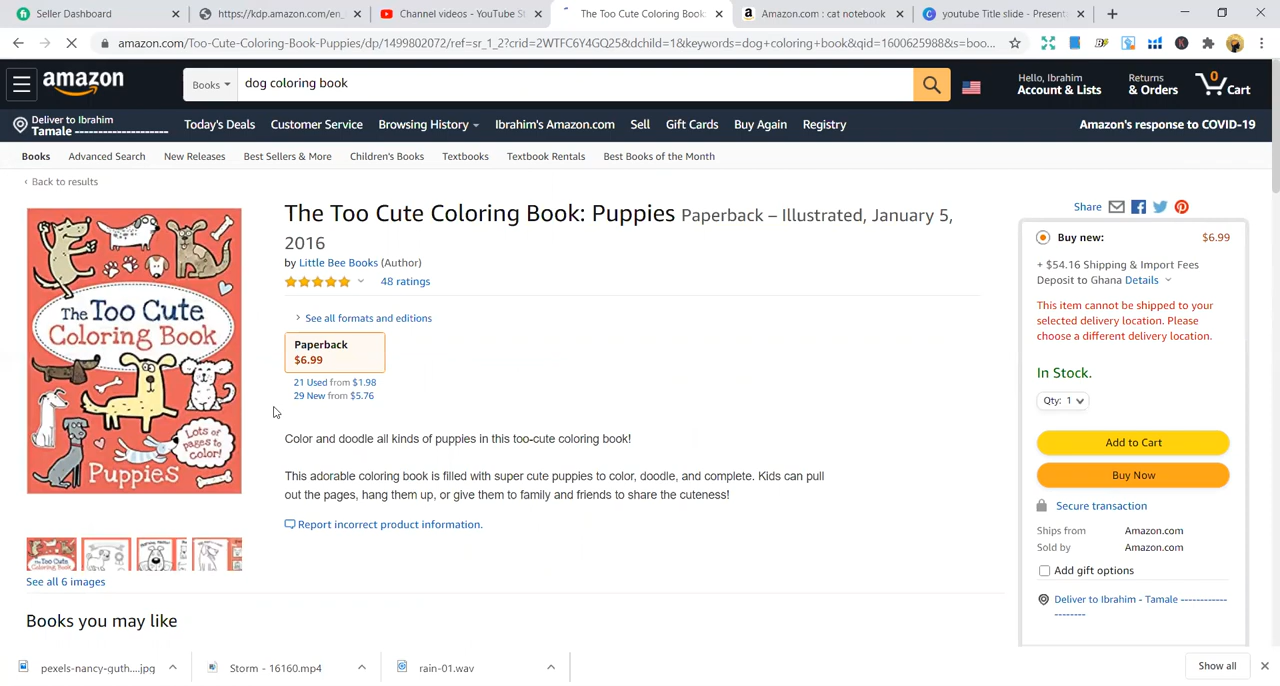 Seller Dashboard
https://kdp.amazon.com/en_
Channel videos - YouTube St
The Too Cute Coloring Book
Amazon.com : cat notebook
youtube Title slide - Present
amazon.com/Too-Cute-Coloring-Book-Puppies/dp/1499802072/ref=sr_1_2?crid=2WTFC6Y4GQ25&dchild=1&keywords=dog+coloring+book&qid=1600625988&s=boo...
amazon
Books
dog coloring book
Hello, Ibrahim
Account & Lists
Returns
& Orders
0
Cart
Deliver to Ibrahim
Tamale --------------------
Today's Deals
Customer Service
Browsing History
Ibrahim's Amazon.com
Sell
Gift Cards
Buy Again
Registry
Amazon's response to COVID-19
Books
Advanced Search
New Releases
Best Sellers & More
Children's Books
Textbooks
Textbook Rentals
Best Books of the Month
‹ Back to results
The Too Cute Coloring Book: Puppies Paperback – Illustrated, January 5,
2016
by Little Bee Books (Author)
48 ratings
See all formats and editions
Paperback
$6.99
21 Used from $1.98
29 New from $5.76
Color and doodle all kinds of puppies in this too-cute coloring book!
This adorable coloring book is filled with super cute puppies to color, doodle, and complete. Kids can pull
out the pages, hang them up, or give them to family and friends to share the cuteness!
Report incorrect product information.
The Too Cute
Coloring Book
Lots of
pages to
color!
Puppies
See all 6 images
Books you may like
Share
Buy new:
$6.99
+ $54.16 Shipping & Import Fees
Deposit to Ghana Details
This item cannot be shipped to your
selected delivery location. Please
choose a different delivery location.
In Stock.
Qty: 1
Add to Cart
Buy Now
Secure transaction
Ships from Amazon.com
Sold by Amazon.com
Add gift options
Deliver to Ibrahim - Tamale ------------
--------
pexels-nancy-guth....jpg
Storm - 16160.mp4
rain-01.wav
Show all